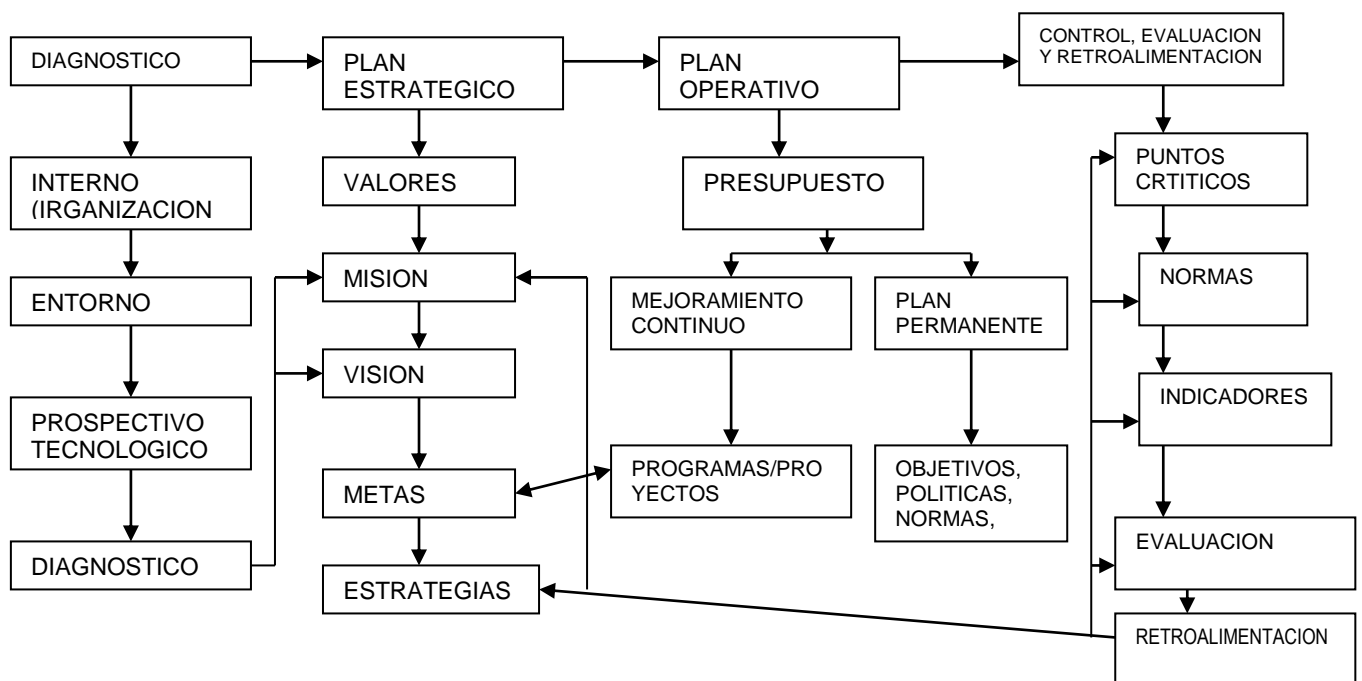 DIAGNOSTICO
PLAN
ESTRATEGICO
PLAN
OPERATIVO
CONTROL, EVALUACION
Y RETROALIMENTACION
INTERNO
(IRGANIZACION
VALORES
PRESUPUESTO
PUNTOS
CRTITICOS
ENTORNO
MISION
MEJORAMIENTO
CONTINUO
PLAN
PERMANENTE
NORMAS
PROSPECTIVO
TECNOLOGICO
VISION
INDICADORES
METAS
PROGRAMAS/PRO
YECTOS
OBJETIVOS,
POLITICAS,
NORMAS,
DIAGNOSTICO
ESTRATEGIAS
EVALUACION
RETROALIMENTACION